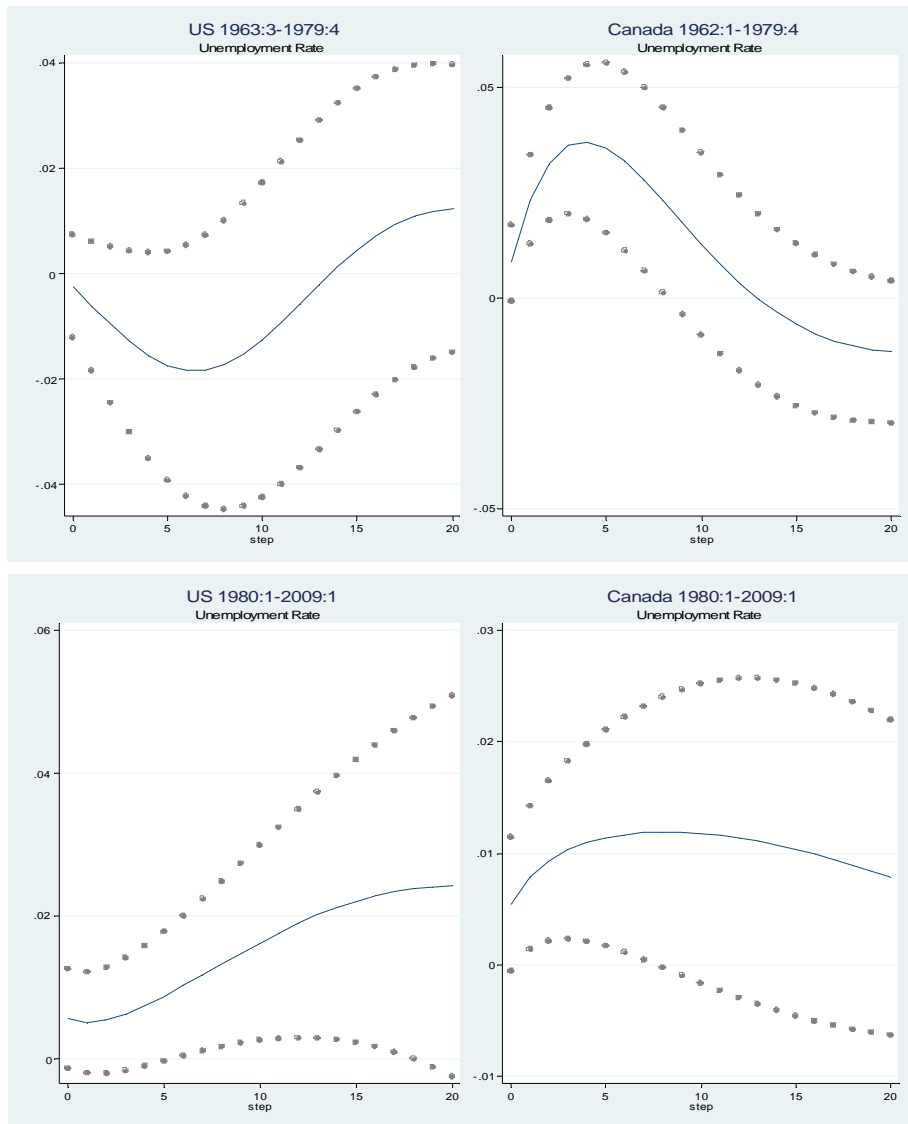 US 1963:3-1979:4
Unemployment Rate
.04
.02
0
-.02
-.04
0 5 10 15 20
step
Canada 1962:1-1979:4
Unemployment Rate
.05
0
-.05
0 5 10 15 20
step
US 1980:1-2009:1
Unemployment Rate
.06
.04
.02
0
0 5 10 15 20
step
Canada 1980:1-2009:1
Unemployment Rate
.03
.02
.01
0
-.01
0 5 10 15 20
step